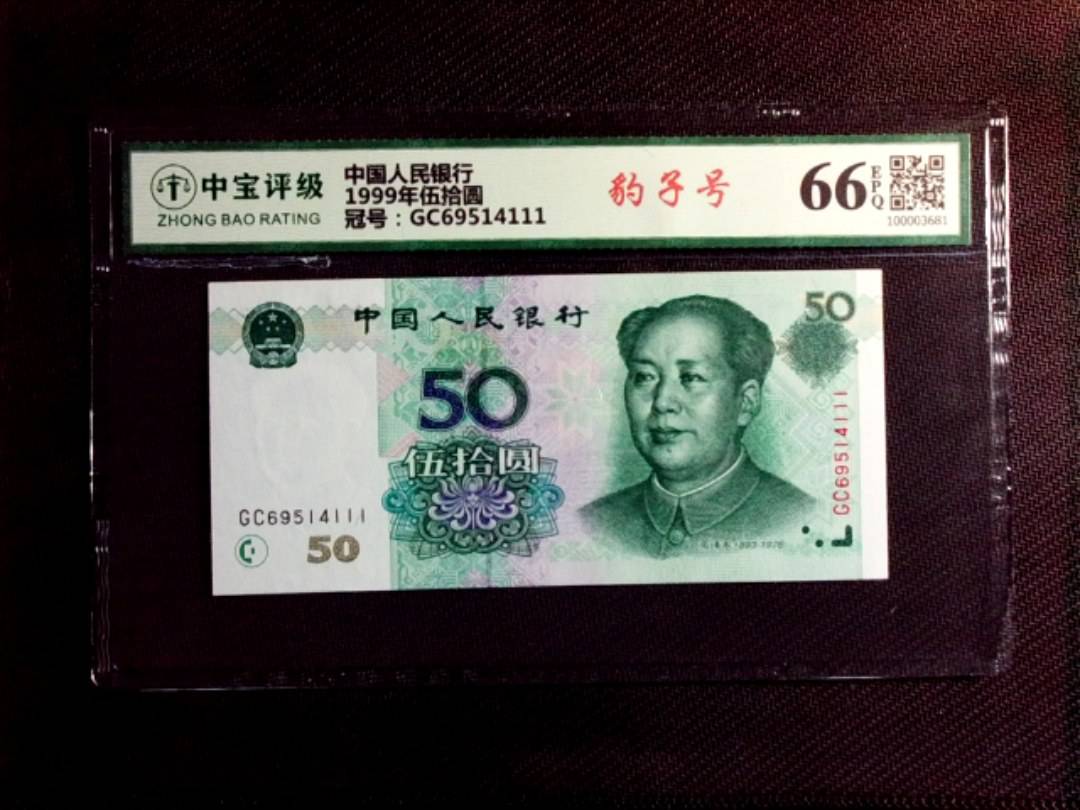 中宝评级
ZHONG BAO RATING
中国人民银行
1999年伍拾圆
冠号：GC69514111
豹子号
66
EPQ
100003681
中国人民银行
50
50
伍拾圆
GC69514111
GC69514111
50
1893-1976